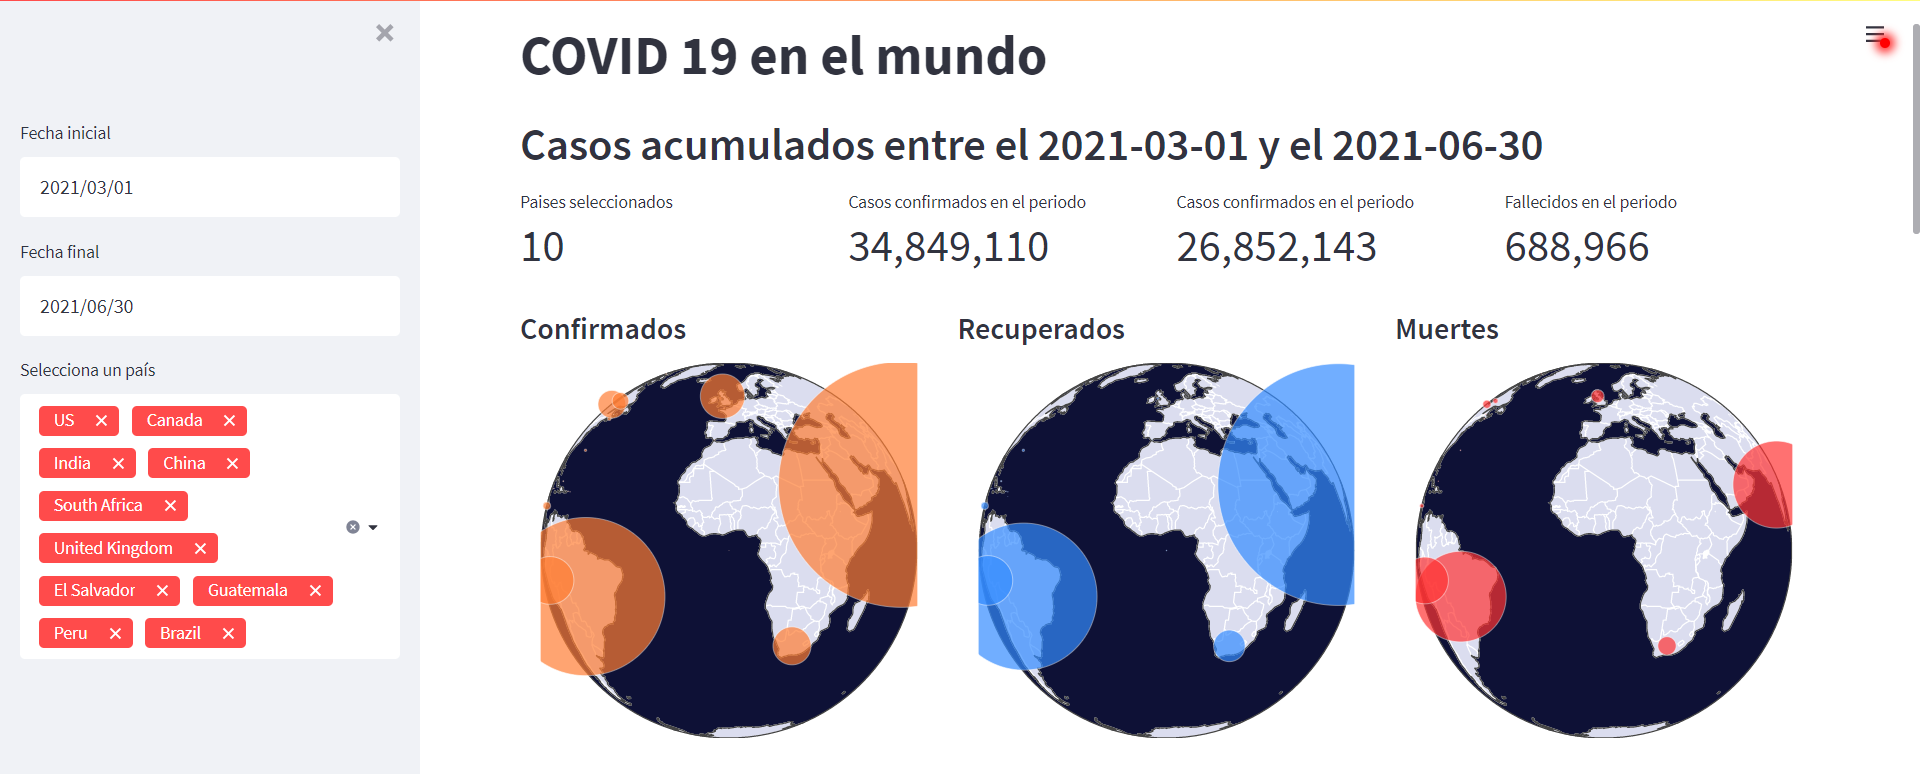 Fecha inicial
2021/03/01
Fecha final
2021/06/30
Selecciona un país
US
Canada
India
China
South Africa
United Kingdom
El Salvador
Guatemala
Peru
Brazil
COVID 19 en el mundo
Casos acumulados entre el 2021-03-01 y el 2021-06-30
Paises seleccionados
10
Casos confirmados en el periodo
34,849,110
Casos confirmados en el periodo
26,852,143
Fallecidos en el periodo
688,966
Confirmados
Recuperados
Muertes